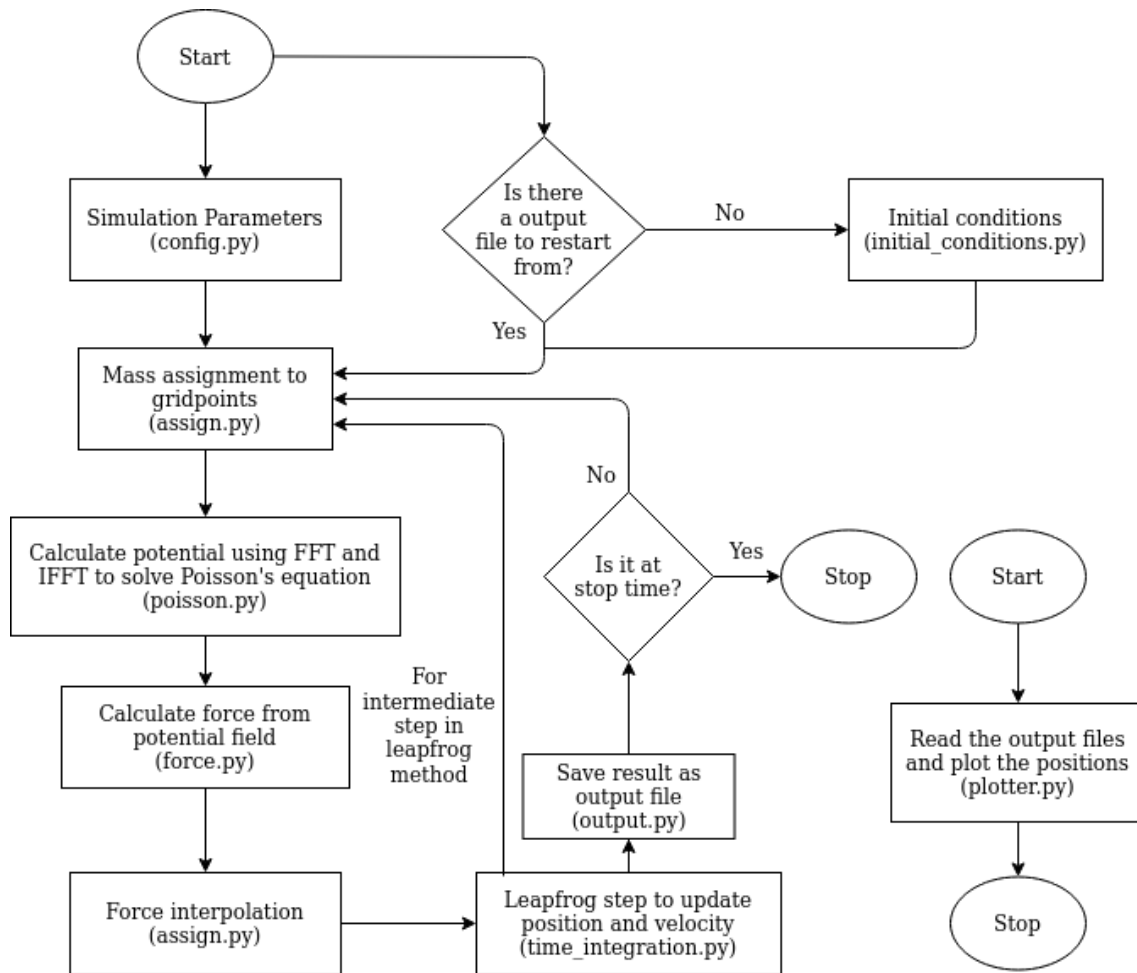 Start
Simulation Parameters
(config.py)
Is there
a output
file to restart
from?
No
Initial conditions
(initial_conditions.py)
Yes
Mass assignment to
gridpoints
(assign.py)
Calculate potential using FFT and
IFFT to solve Poisson's equation
(poisson.py)
Calculate force from
potential field
(force.py)
Force interpolation
(assign.py)
For
intermediate
step in
leapfrog
method
Leapfrog step to update
position and velocity
(time_integration.py)
Save result as
output file
(output.py)
Is it at
stop time?
No
Yes
Stop
Start
Read the output files
and plot the positions
(plotter.py)
Stop